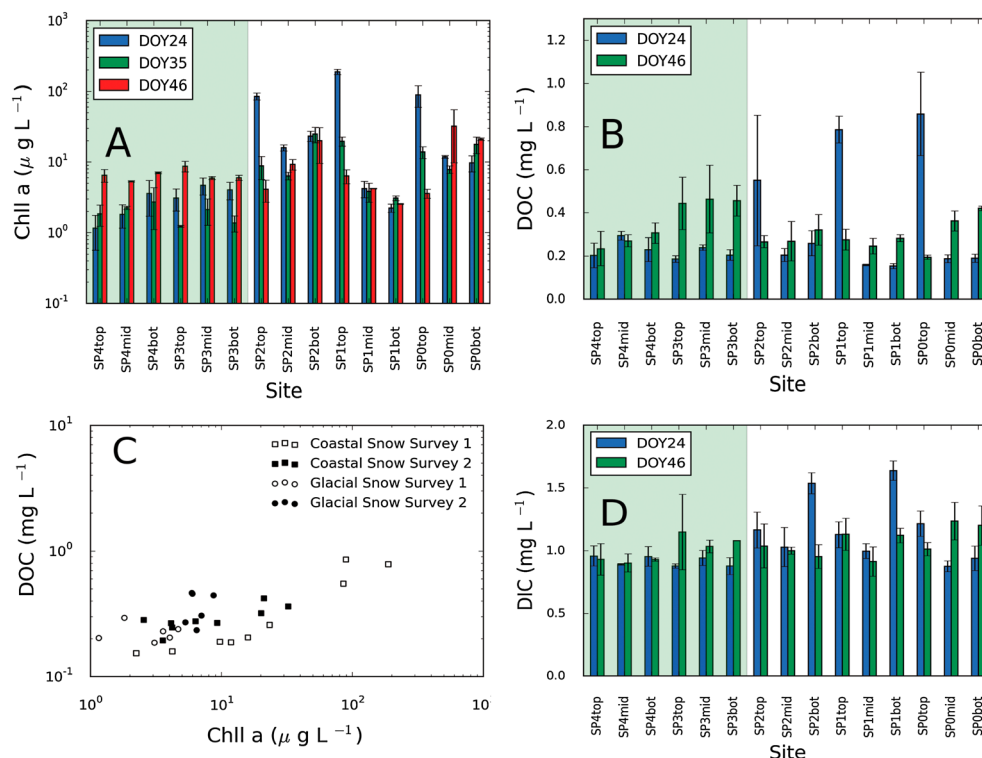 A
DOY24
DOY35
DOY46
Chll a (μ g L⁻¹)
10³
10²
10¹
10⁰
10⁻¹
SP4top
SP4mid
SP4bot
SP3top
SP3mid
SP3bot
SP2top
SP2mid
SP2bot
SP1top
SP1mid
SP1bot
SP0top
SP0mid
SP0bot
Site
B
DOY24
DOY46
DOC (mg L⁻¹)
1.2
1.0
0.8
0.6
0.4
0.2
0.0
SP4top
SP4mid
SP4bot
SP3top
SP3mid
SP3bot
SP2top
SP2mid
SP2bot
SP1top
SP1mid
SP1bot
SP0top
SP0mid
SP0bot
Site
C
Coastal Snow Survey 1
Coastal Snow Survey 2
Glacial Snow Survey 1
Glacial Snow Survey 2
DOC (mg L⁻¹)
10¹
10⁰
10⁻¹
10⁰
10¹
10²
10
Chll a (μ g L⁻¹)
D
DOY24
DOY46
DIC (mg L⁻¹)
2.0
1.5
1.0
0.5
0.0
SP4top
SP4mid
SP4bot
SP3top
SP3mid
SP3bot
SP2top
SP2mid
SP2bot
SP1top
SP1mid
SP1bot
SP0top
SP0mid
SP0bot
Site